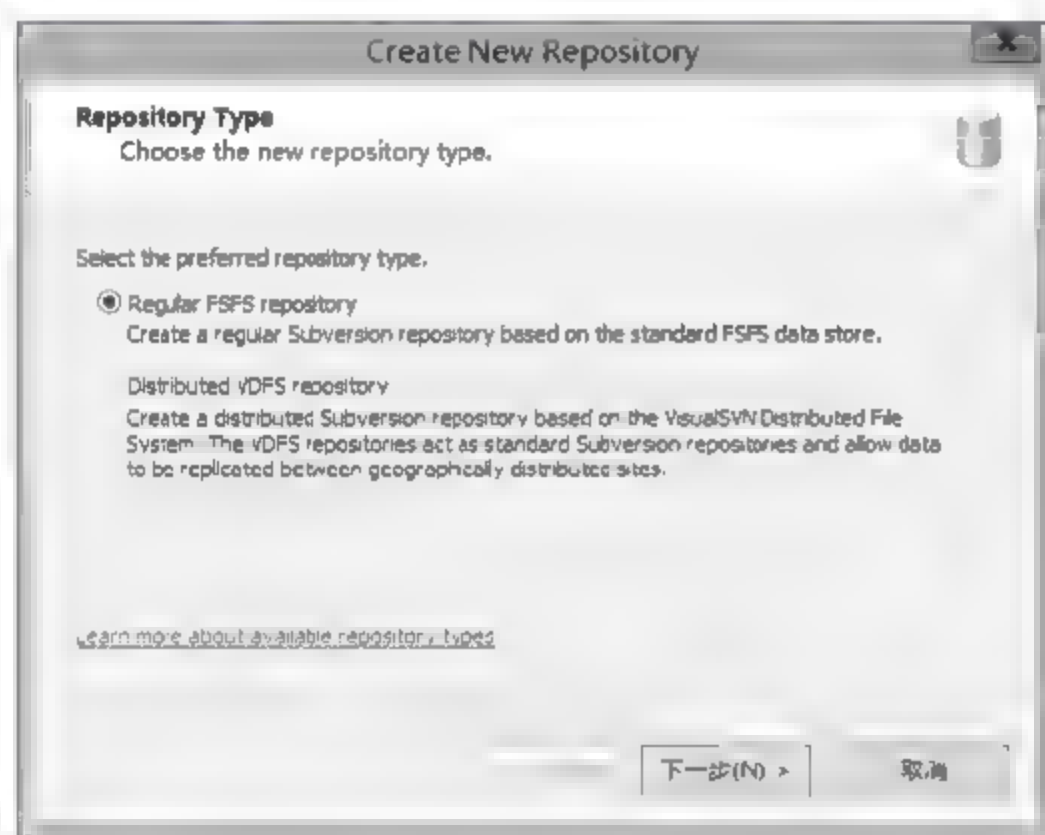 Create New Repository
Repository Type
Choose the new repository type.
Select the preferred repository type.
Regular FSFS repository
Create a regular Subversion repository based on the standard FSFS data store.
Distributed VDFS repository
Create a distributed Subversion repository based on the VisualSVN Distributed File
System. The VDFS repositories act as standard Subversion repositories and allow data
to be replicated between geographically distributed sites.
Learn more about available repository types
下一步(N) >
取消